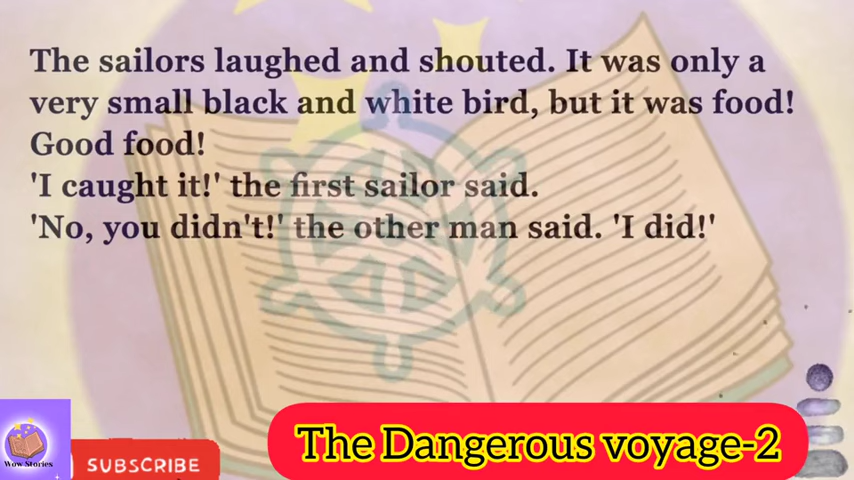 The sailors laughed and shouted. It was only a
very small black and white bird, but it was food!
Good food!
'I caught it!' the first sailor said.
'No, you didn't!' the other man said. 'I did!'
The Dangerous voyage-2
Wow Stories
SUBSCRIBE